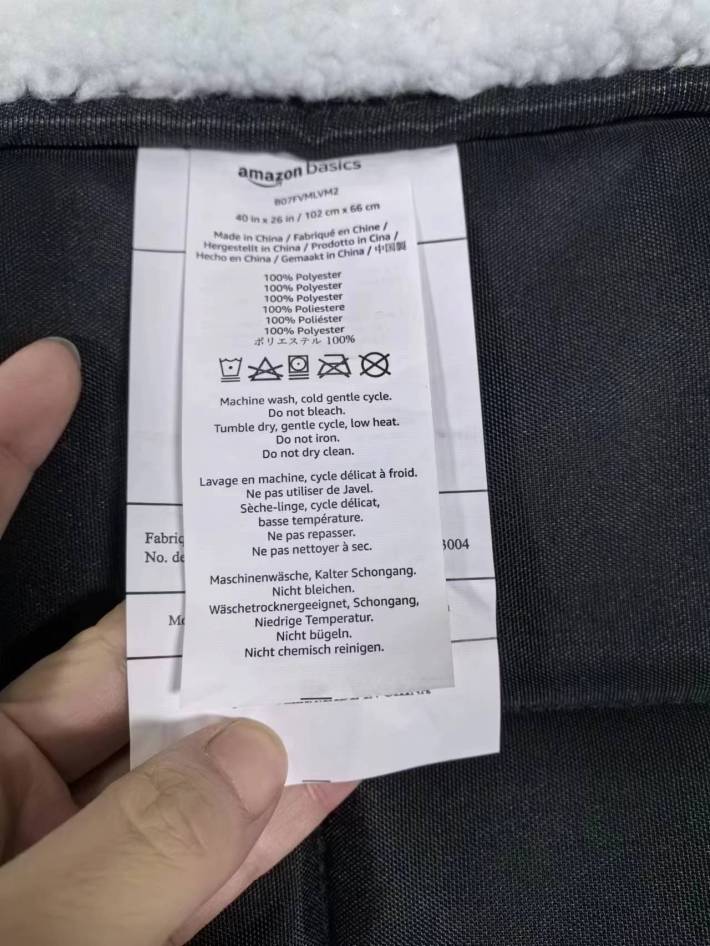 amazon basics
B07FVMLVM2
40 in x 26 in / 102 cm x 66 cm
Made in China / Fabriqué en Chine /
Hergestellt in China / Prodotto in Cina /
Hecho en China / Gemaakt in China / 中国製
100% Polyester
100% Polyester
100% Polyester
100% Poliestere
100% Poliéster
100% Polyester
ポリエステル 100%
Machine wash, cold gentle cycle.
Do not bleach.
Tumble dry, gentle cycle, low heat.
Do not iron.
Do not dry clean.
Lavage en machine, cycle délicat à froid.
Ne pas utiliser de Javel.
Sèche-linge, cycle délicat,
basse température.
Ne pas repasser.
Ne pas nettoyer à sec.
Fabriq
No. de 3004
Maschinenwäsche, Kalter Schongang.
Nicht bleichen.
Wäschetrocknergeeignet, Schongang,
Niedrige Temperatur.
Nicht bügeln.
Nicht chemisch reinigen.